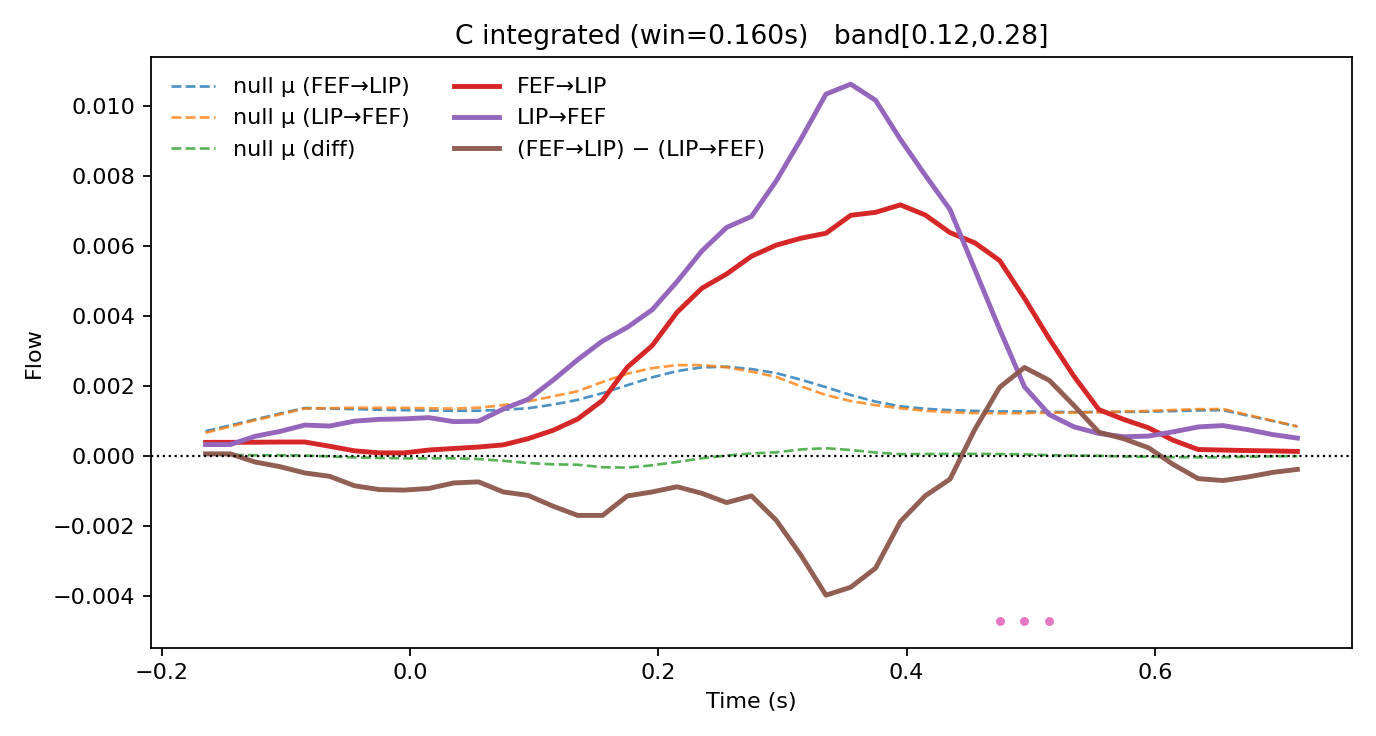 C integrated (win=0.160s)   band[0.12,0.28]
null μ (FEF→LIP)
null μ (LIP→FEF)
null μ (diff)
FEF→LIP
LIP→FEF
(FEF→LIP) − (LIP→FEF)
Flow
0.010
0.008
0.006
0.004
0.002
0.000
−0.002
−0.004
−0.2
0.0
0.2
0.4
0.6
Time (s)